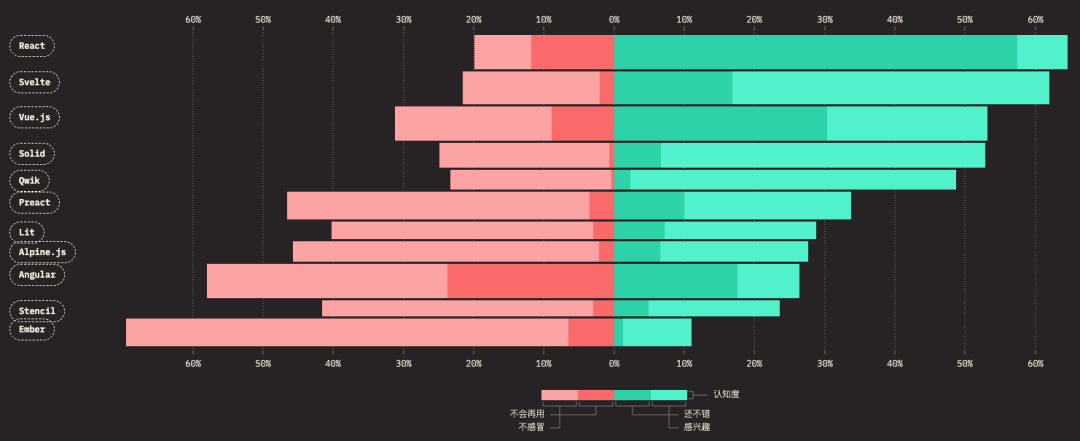 60% 50% 40% 30% 20% 10% 0% 10% 20% 30% 40% 50% 60%
React
Svelte
Vue.js
Solid
Qwik
Preact
Lit
Alpine.js
Angular
Stencil
Ember
60% 50% 40% 30% 20% 10% 0% 10% 20% 30% 40% 50% 60%
认知度
不会再用 还不错
不感冒 感兴趣